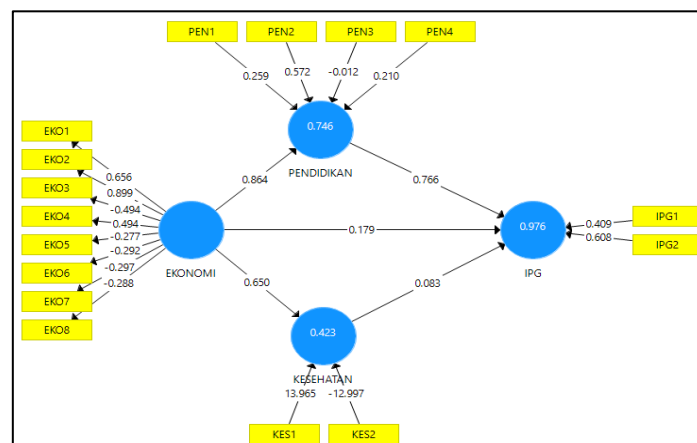 PEN1
PEN2
PEN3
PEN4
0.259
0.572
-0.012
0.210
0.746
PENDIDIKAN
EKO1
EKO2
EKO3
EKO4
EKO5
EKO6
EKO7
EKO8
0.656
0.899
-0.494
0.494
-0.277
-0.292
-0.297
-0.288
EKONOMI
0.864
0.766
0.179
0.650
0.083
0.976
IPG
0.409
0.608
IPG1
IPG2
0.423
KESEHATAN
13.965
-12.997
KES1
KES2